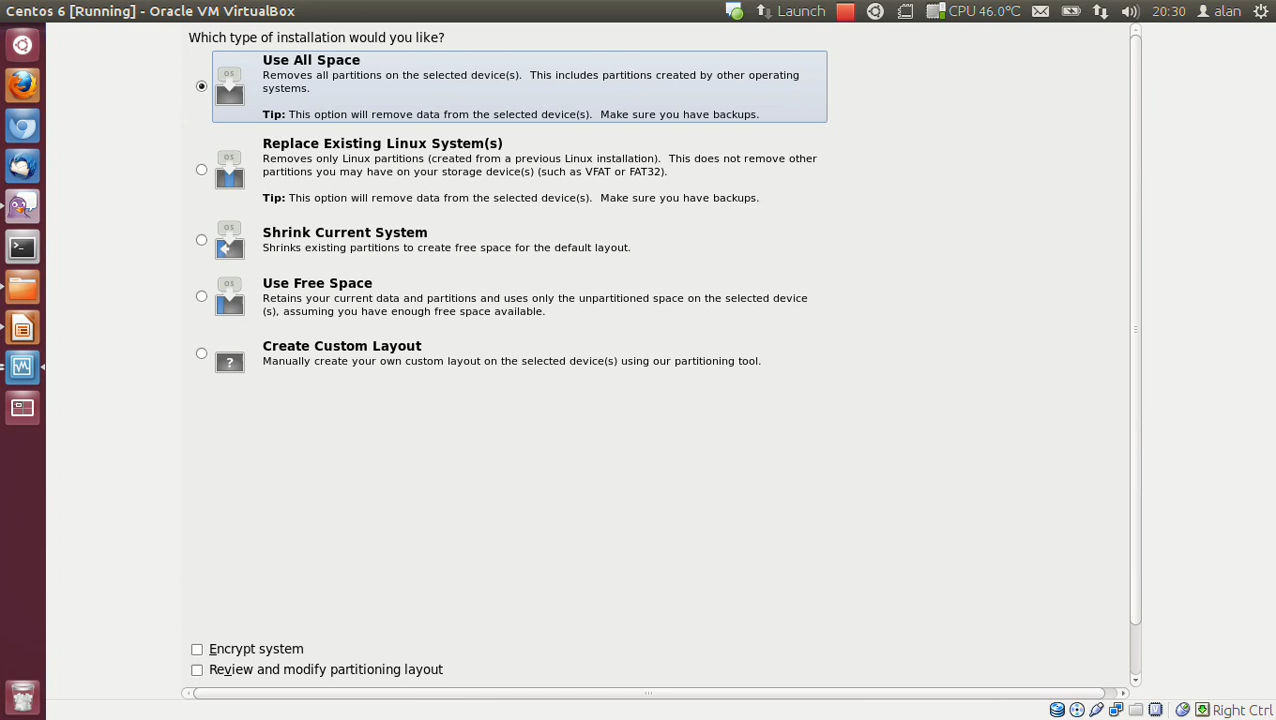 Centos 6 [Running] - Oracle VM VirtualBox
Launch
CPU 46.0°C
20:30
alan
Which type of installation would you like?
Use All Space
Removes all partitions on the selected device(s).  This includes partitions created by other operating
systems.
Tip: This option will remove data from the selected device(s).  Make sure you have backups.
Replace Existing Linux System(s)
Removes only Linux partitions (created from a previous Linux installation).  This does not remove other
partitions you may have on your storage device(s) (such as VFAT or FAT32).
Tip: This option will remove data from the selected device(s).  Make sure you have backups.
Shrink Current System
Shrinks existing partitions to create free space for the default layout.
Use Free Space
Retains your current data and partitions and uses only the unpartitioned space on the selected device
(s), assuming you have enough free space available.
Create Custom Layout
Manually create your own custom layout on the selected device(s) using our partitioning tool.
OS
OS
OS
OS
?
Encrypt system
Review and modify partitioning layout
Right Ctrl